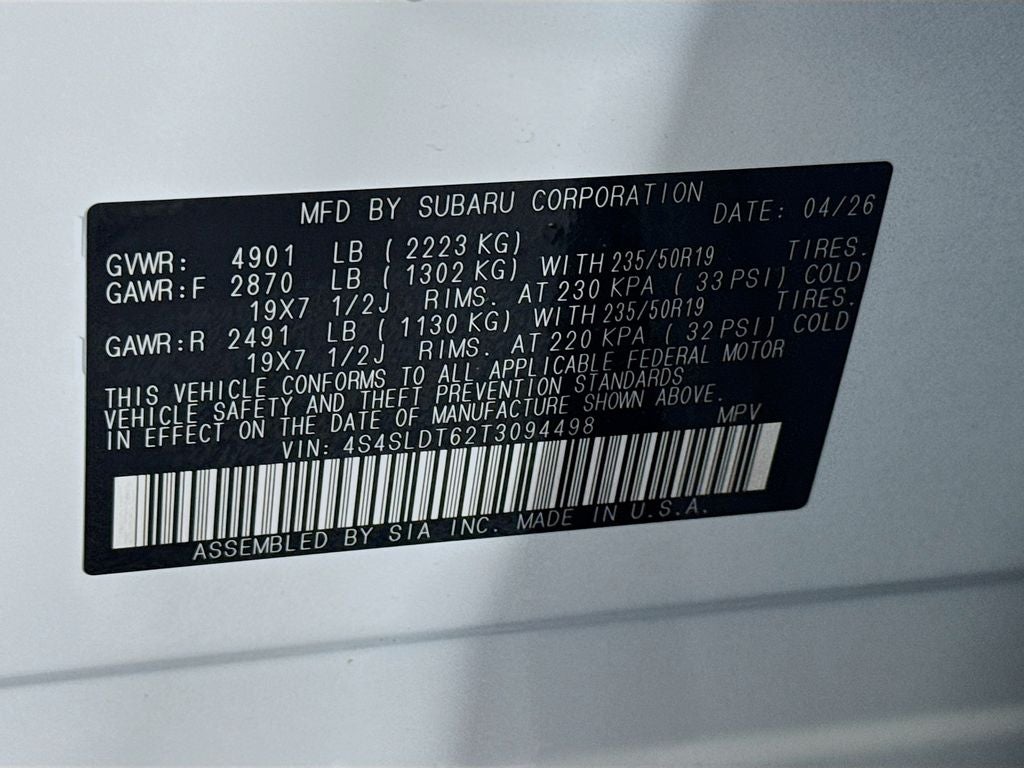 MFD BY SUBARU CORPORATION DATE: 04/26
GVWR: 4901 LB ( 2223 KG)
GAWR:F 2870 LB ( 1302 KG) WITH 235/50R19 TIRES.
19X7 1/2J RIMS. AT 230 KPA ( 33 PSI) COLD
GAWR:R 2491 LB ( 1130 KG) WITH 235/50R19 TIRES.
19X7 1/2J RIMS. AT 220 KPA ( 32 PSI) COLD
THIS VEHICLE CONFORMS TO ALL APPLICABLE FEDERAL MOTOR
VEHICLE SAFETY AND THEFT PREVENTION STANDARDS
IN EFFECT ON THE DATE OF MANUFACTURE SHOWN ABOVE.
VIN: 4S4SLDT62T3094498 MPV
ASSEMBLED BY SIA INC. MADE IN U.S.A.